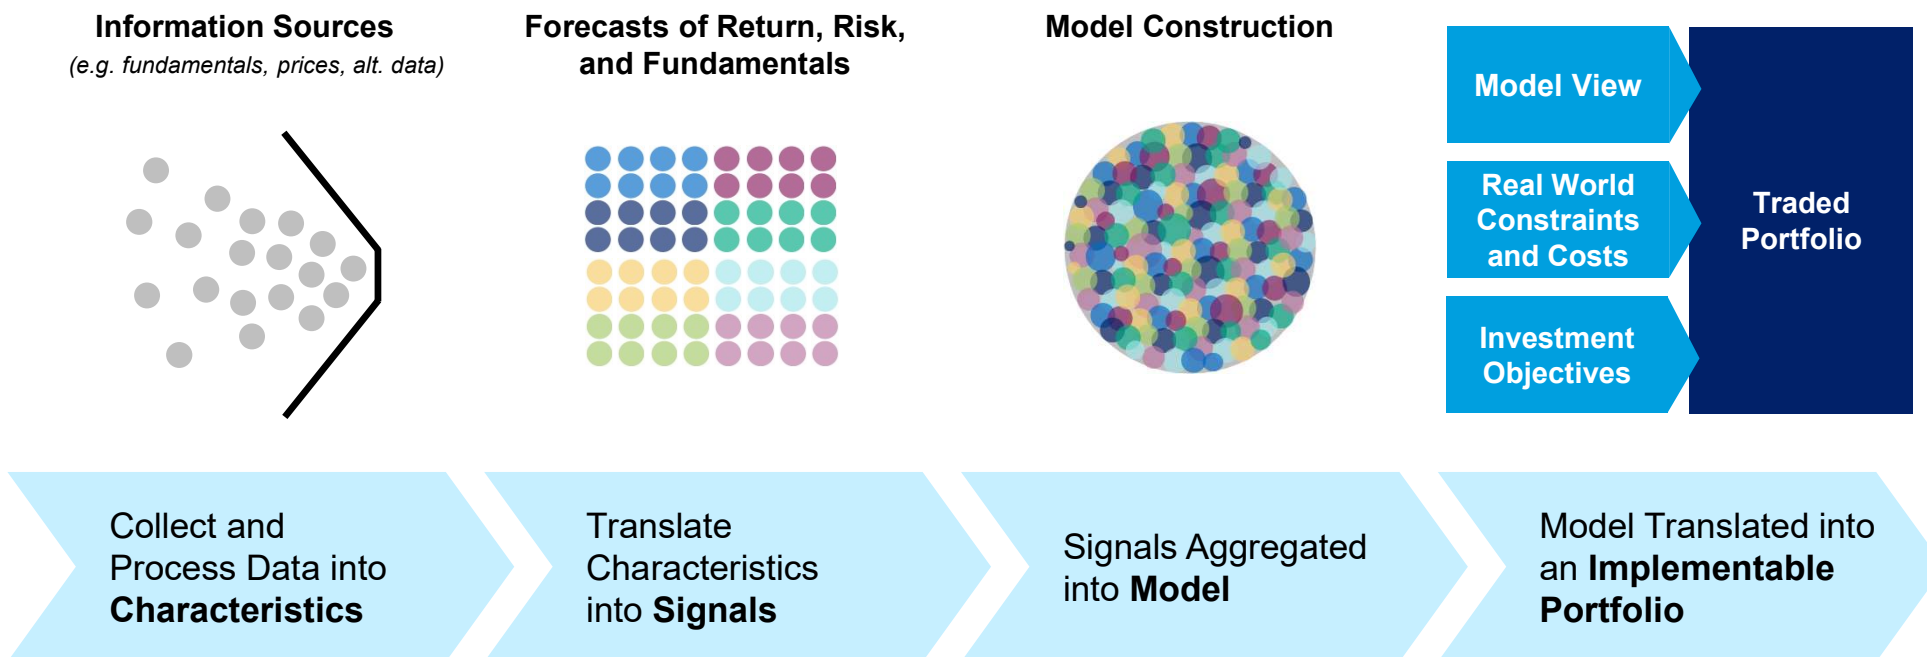 Information Sources
(e.g. fundamentals, prices, alt. data)
Forecasts of Return, Risk,
and Fundamentals
Model Construction
Model View
Real World
Constraints
and Costs
Investment
Objectives
Traded
Portfolio
Collect and
Process Data into
Characteristics
Translate
Characteristics
into Signals
Signals Aggregated
into Model
Model Translated into
an Implementable
Portfolio